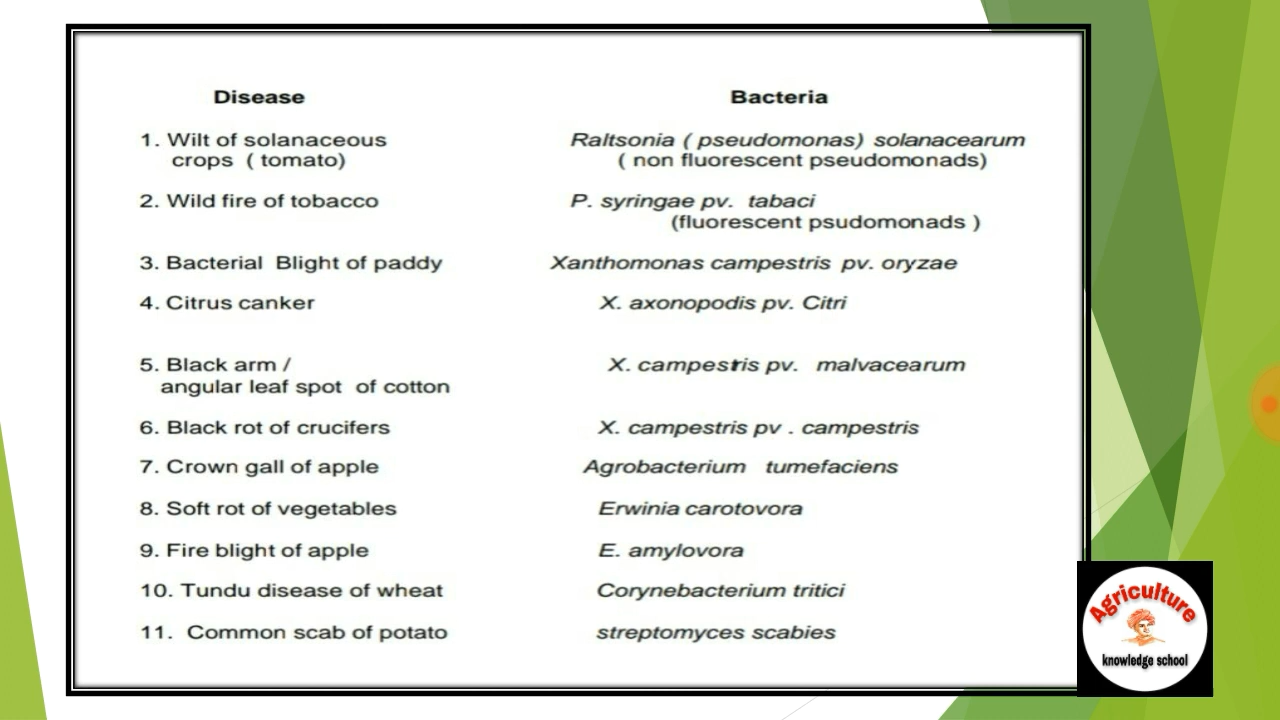 Disease Bacteria
1. Wilt of solanaceous Raltsonia ( pseudomonas) solanacearum
crops ( tomato) ( non fluorescent pseudomonads)
2. Wild fire of tobacco P. syringae pv. tabaci
(fluorescent psudomonads )
3. Bacterial Blight of paddy Xanthomonas campestris pv. oryzae
4. Citrus canker X. axonopodis pv. Citri
5. Black arm / X. campestris pv. malvacearum
angular leaf spot of cotton
6. Black rot of crucifers X. campestris pv . campestris
7. Crown gall of apple Agrobacterium tumefaciens
8. Soft rot of vegetables Erwinia carotovora
9. Fire blight of apple E. amylovora
10. Tundu disease of wheat Corynebacterium tritici
11. Common scab of potato streptomyces scabies
Agriculture
knowledge school